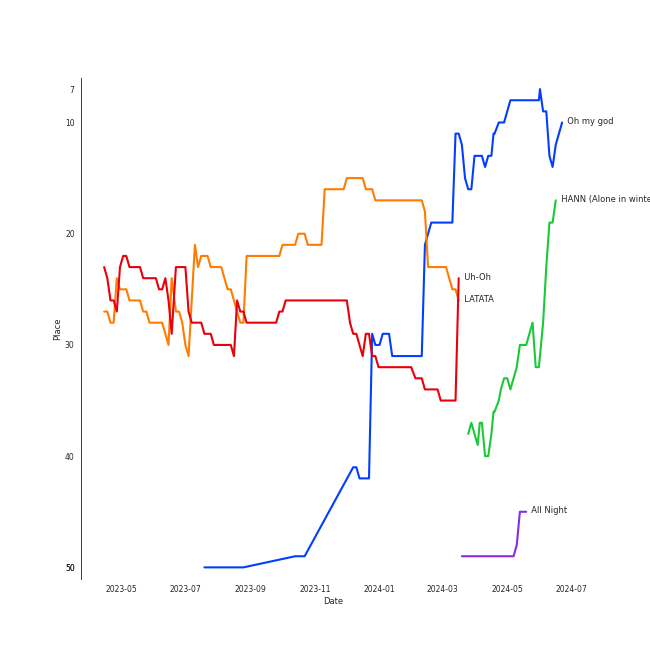 7
10
Oh my god
HANN (Alone in winte
20
Uh-Oh
LATATA
Place
30
40
All Night
50
2023-05
2023-07
2023-09
2023-11
2024-01
2024-03
2024-05
2024-07
Date